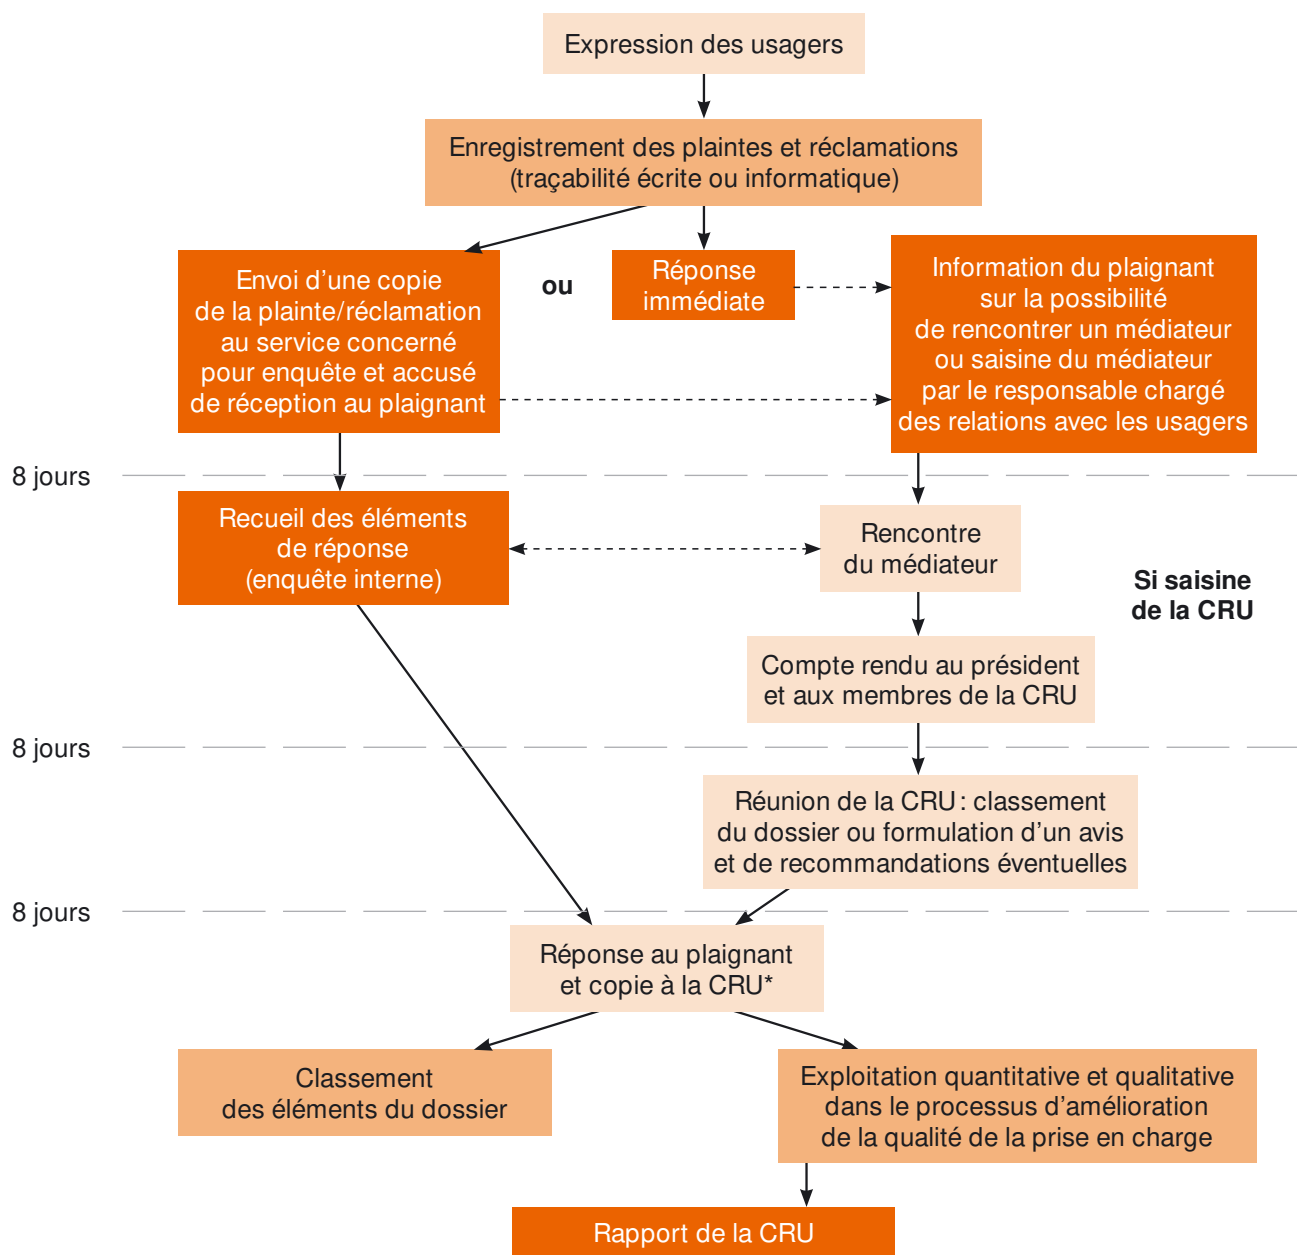 Expression des usagers
Enregistrement des plaintes et réclamations
(traçabilité écrite ou informatique)
Envoi d'une copie
de la plainte/réclamation
au service concerné
pour enquête et accusé
de réception au plaignant
ou
Réponse
immédiate
Information du plaignant
sur la possibilité
de rencontrer un médiateur
ou saisine du médiateur
par le responsable chargé
des relations avec les usagers
8 jours
Recueil des éléments
de réponse
(enquête interne)
Rencontre
du médiateur
Si saisine
de la CRU
Compte rendu au président
et aux membres de la CRU
8 jours
Réunion de la CRU : classement
du dossier ou formulation d'un avis
et de recommandations éventuelles
8 jours
Réponse au plaignant
et copie à la CRU*
Classement
des éléments du dossier
Exploitation quantitative et qualitative
dans le processus d'amélioration
de la qualité de la prise en charge
Rapport de la CRU